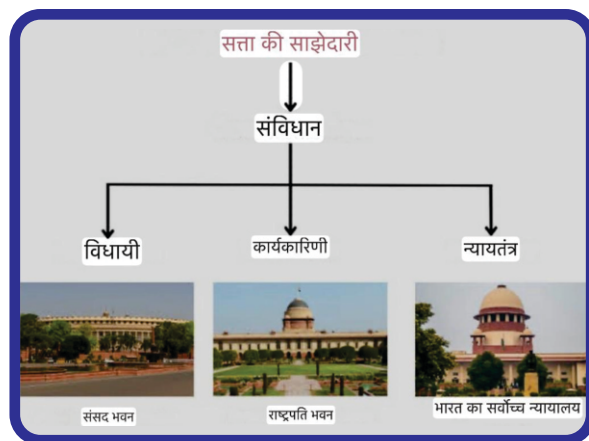 सत्ता की साझेदारी
संविधान
विधायी
कार्यकारिणी
न्यायतंत्र
संसद भवन
राष्ट्रपति भवन
भारत का सर्वोच्च न्यायालय